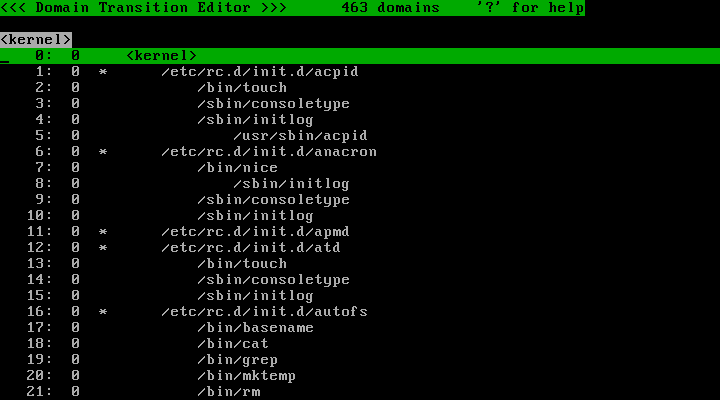 <<< Domain Transition Editor >>>      463 domains    '?' for help
<kernel>
0:  0     <kernel>
1:  0  *      /etc/rc.d/init.d/acpid
2:  0             /bin/touch
3:  0             /sbin/consoletype
4:  0             /sbin/initlog
5:  0                 /usr/sbin/acpid
6:  0  *      /etc/rc.d/init.d/anacron
7:  0             /bin/nice
8:  0                 /sbin/initlog
9:  0             /sbin/consoletype
10:  0             /sbin/initlog
11:  0  *      /etc/rc.d/init.d/apmd
12:  0  *      /etc/rc.d/init.d/atd
13:  0             /bin/touch
14:  0             /sbin/consoletype
15:  0             /sbin/initlog
16:  0  *      /etc/rc.d/init.d/autofs
17:  0             /bin/basename
18:  0             /bin/cat
19:  0             /bin/grep
20:  0             /bin/mktemp
21:  0             /bin/rm